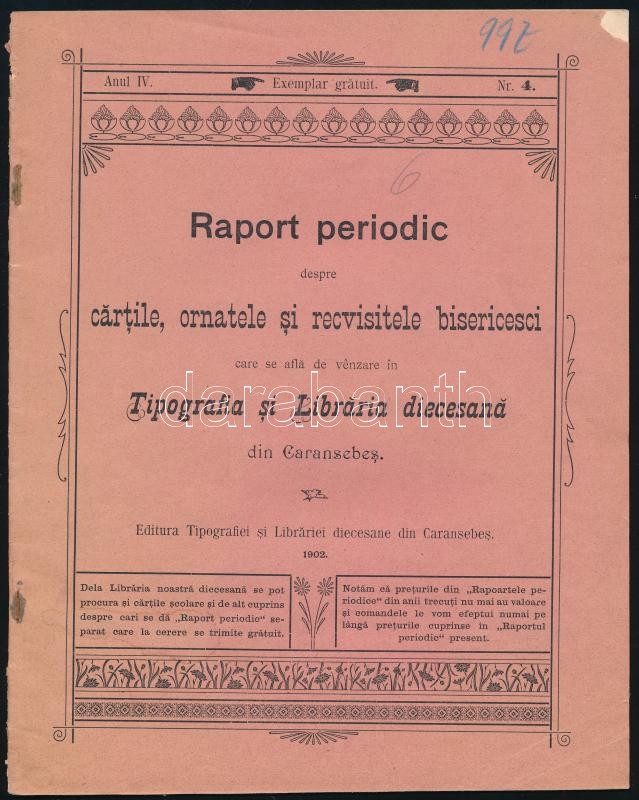 992
Anul IV.
Exemplar grătuit.
Nr. 4.
6
Raport periodic
despre
cărțile, ornatele și recvisitele bisericesci
care se află de vênzare în
Tipografia și Librăria diecesană
darabanth
din Caransebeș.
Editura Tipografiei și Librăriei diecesane din Caransebeș.
1902.
Dela Librăria noastră diecesană se pot
procura și cărțile școlare și de alt cuprins
despre cari se dă „Raport periodic“ se-
parat care la cerere se trimite grătuit.
Notăm că prețurile din „Rapoartele pe-
riodice“ din anii trecuți nu mai au valoare
și comandele le vom efeptui numai pe
lângă prețurile cuprinse în „Raportul
periodic“ present.